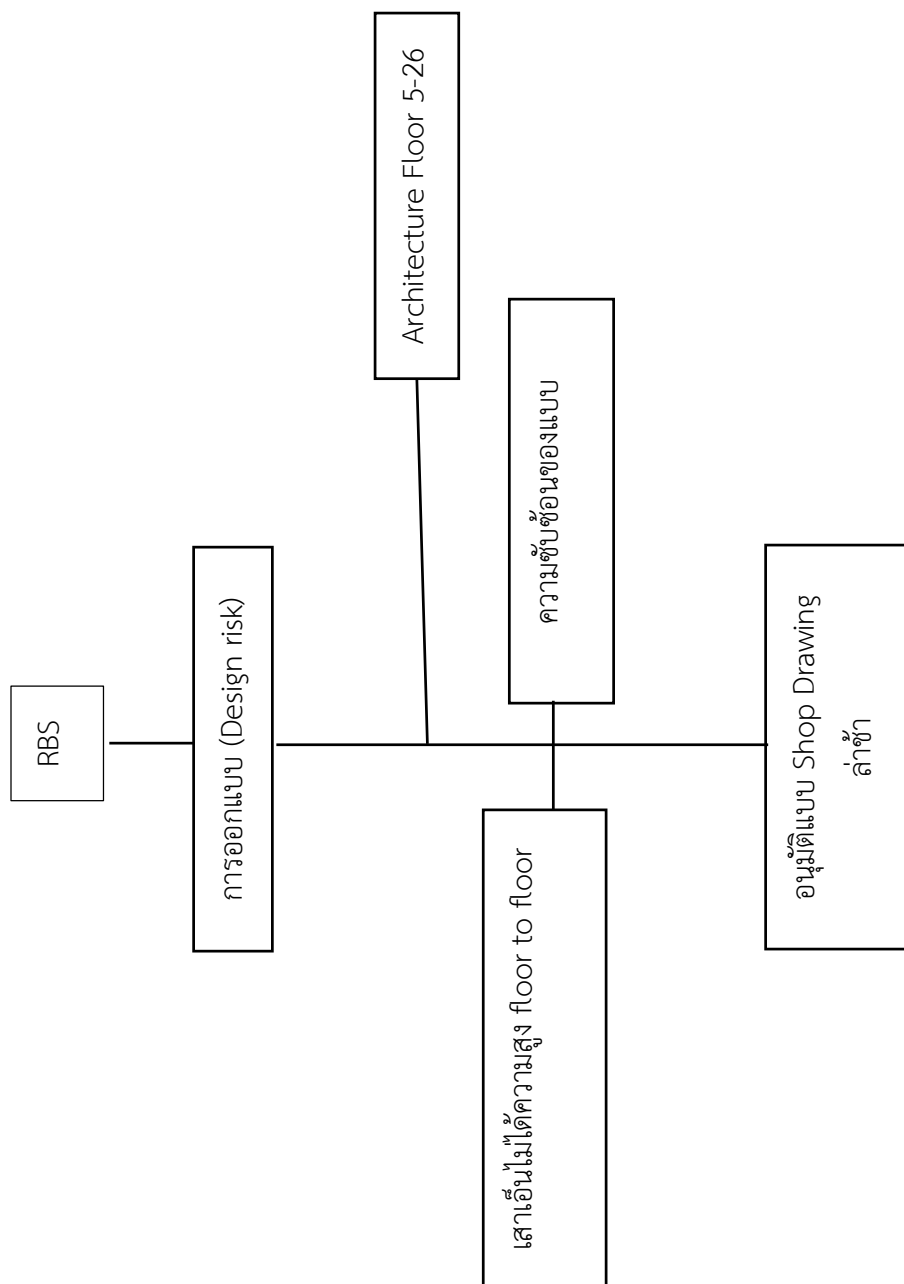 RBS
การออกแบบ (Design risk)
Architecture Floor 5-26
ความซับซ้อนของแบบ
เสาเอ็นไม่ได้ความสูง floor to floor
อนุมัติแบบ Shop Drawing
ล่าช้า